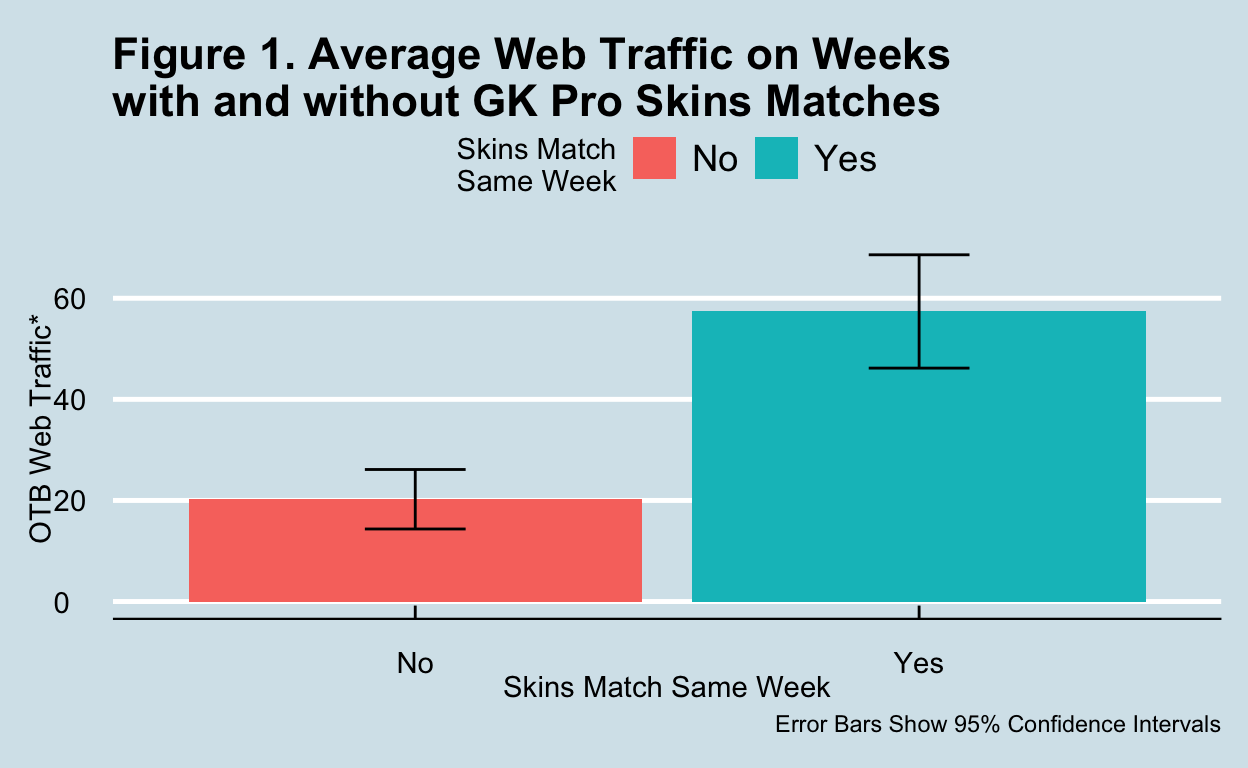 Figure 1. Average Web Traffic on Weeks
with and without GK Pro Skins Matches
Skins Match
Same Week
No
Yes
60
40
20
0
OTB Web Traffic*
No
Yes
Skins Match Same Week
Error Bars Show 95% Confidence Intervals